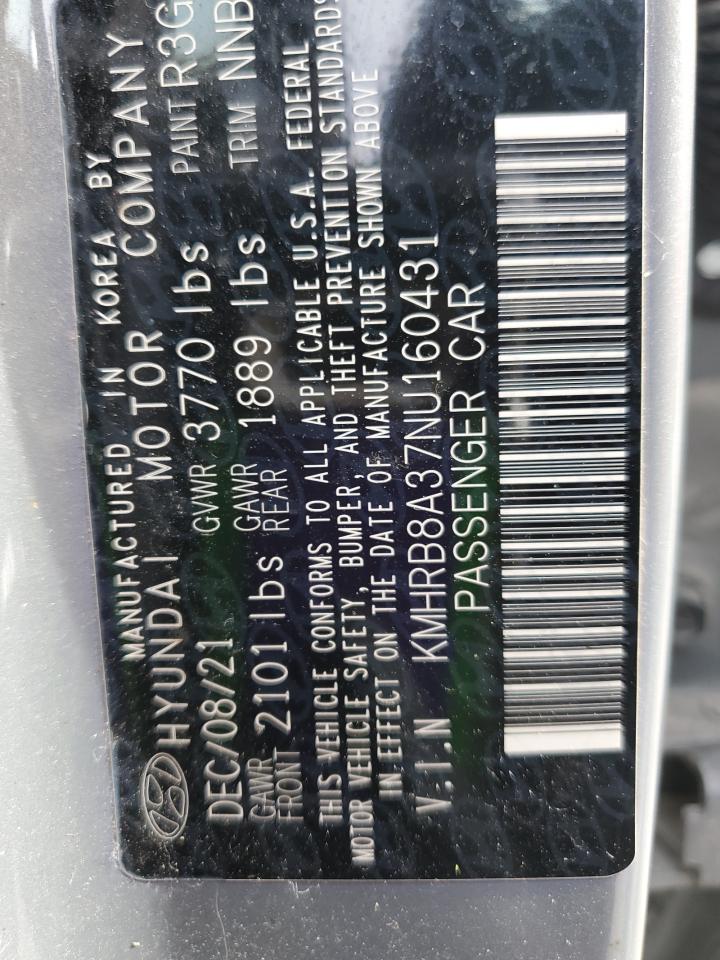 MANUFACTURED IN KOREA BY
HYUNDAI MOTOR COMPANY
DEC/08/21 GVWR 3770 lbs PAINT R3G
GAWR FRONT 2101 lbs GAWR REAR 1889 lbs TRIM NNB
THIS VEHICLE CONFORMS TO ALL APPLICABLE U.S.A. FEDERAL
MOTOR VEHICLE SAFETY, BUMPER, AND THEFT PREVENTION STANDARDS
IN EFFECT ON THE DATE OF MANUFACTURE SHOWN ABOVE
V.I.N KMHRB8A37NU160431
PASSENGER CAR